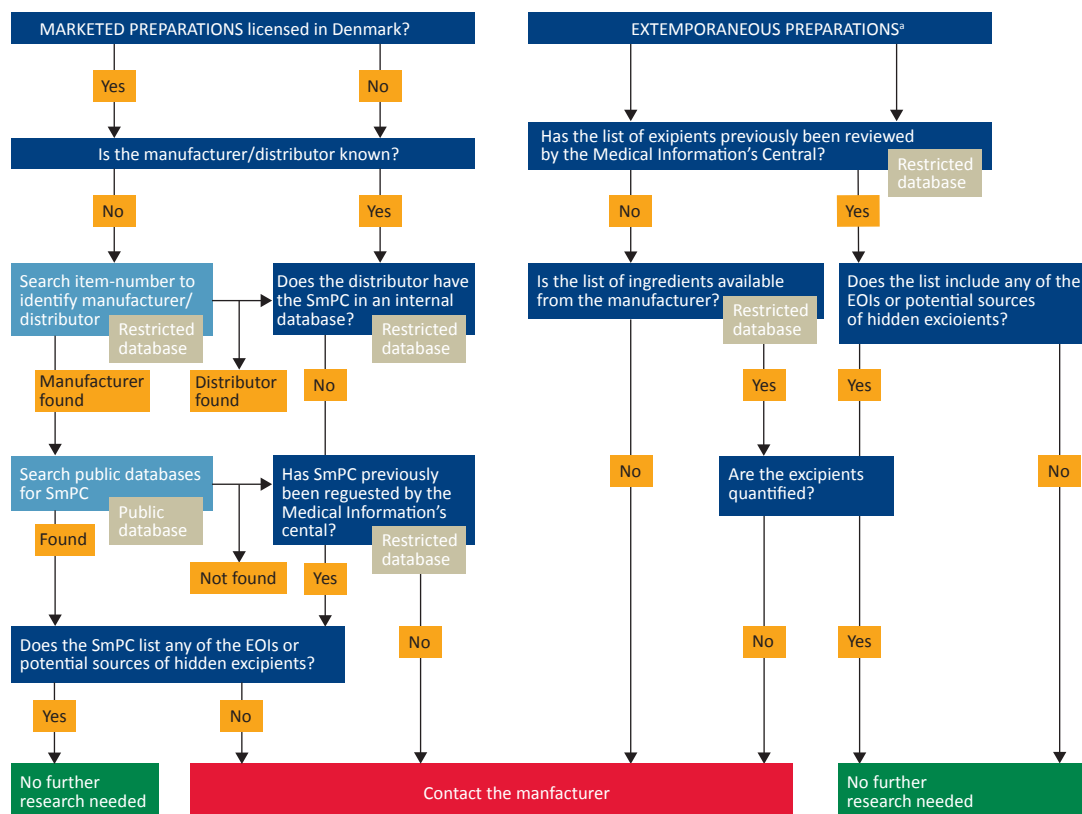 MARKETED PREPARATIONS licensed in Denmark?
Yes
No
Is the manufacturer/distributor known?
No
Yes
Search item-number to
identify manufacturer/
distributor
Restricted
database
Does the distributor have
the SmPC in an internal
database?
Restricted
database
Manufacturer
found
Distributor
found
No
Search public databases
for SmPC
Public
database
Has SmPC previously
been reguested by the
Medical Information's
cental?
Restricted
database
Found
Not found
Yes
Does the SmPC list any of the EOIs or
potential sources of hidden excipients?
No
Yes
No
No further
research needed
Contact the manfacturer
EXTEMPORANEOUS PREPARATIONSᵃ
Has the list of exipients previously been reviewed
by the Medical Information's Central?
Restricted
database
No
Yes
Is the list of ingredients available
from the manufacturer?
Restricted
database
Does the list include any of the
EOIs or potential sources
of hidden excioients?
Yes
Yes
No
Are the excipients
quantified?
No
No
Yes
No further
research needed